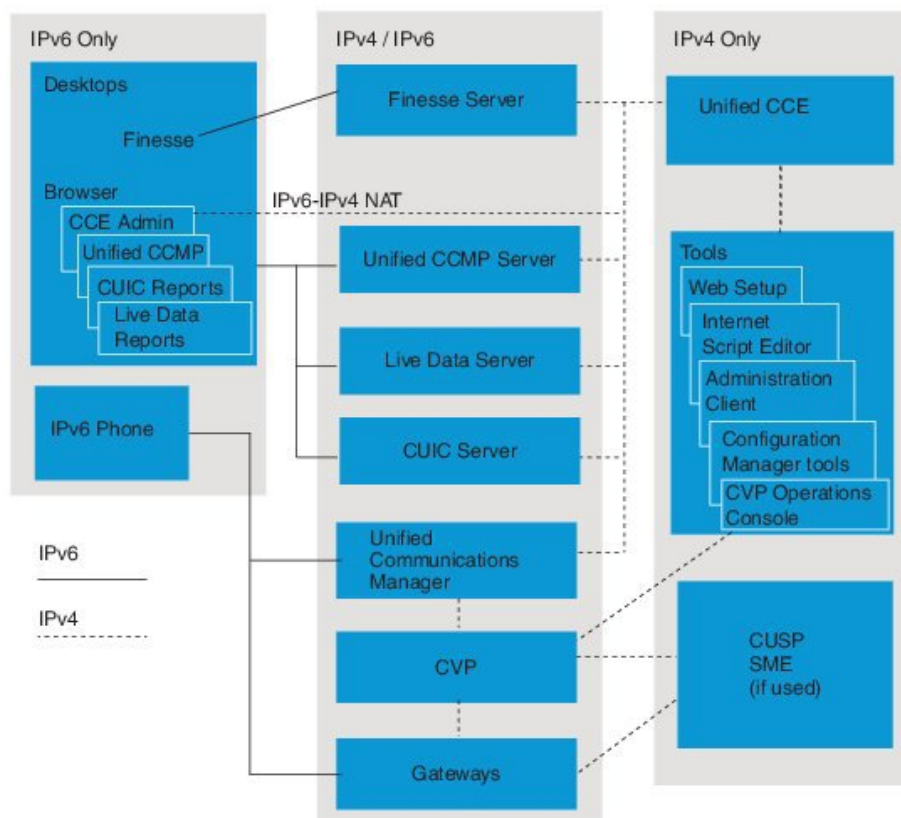 IPv6 Only
Desktops
Finesse
Browser
CCE Admin
Unified CCMP
CUIC Reports
Live Data
Reports
IPv6 Phone
IPv6
IPv4
IPv4 / IPv6
Finesse Server
IPv6-IPv4 NAT
Unified CCMP Server
Live Data Server
CUIC Server
Unified
Communications
Manager
CVP
Gateways
IPv4 Only
Unified CCE
Tools
Web Setup
Internet
Script Editor
Administration
Client
Configuration
Manager tools
CVP Operations
Console
CUSP
SME
(if used)